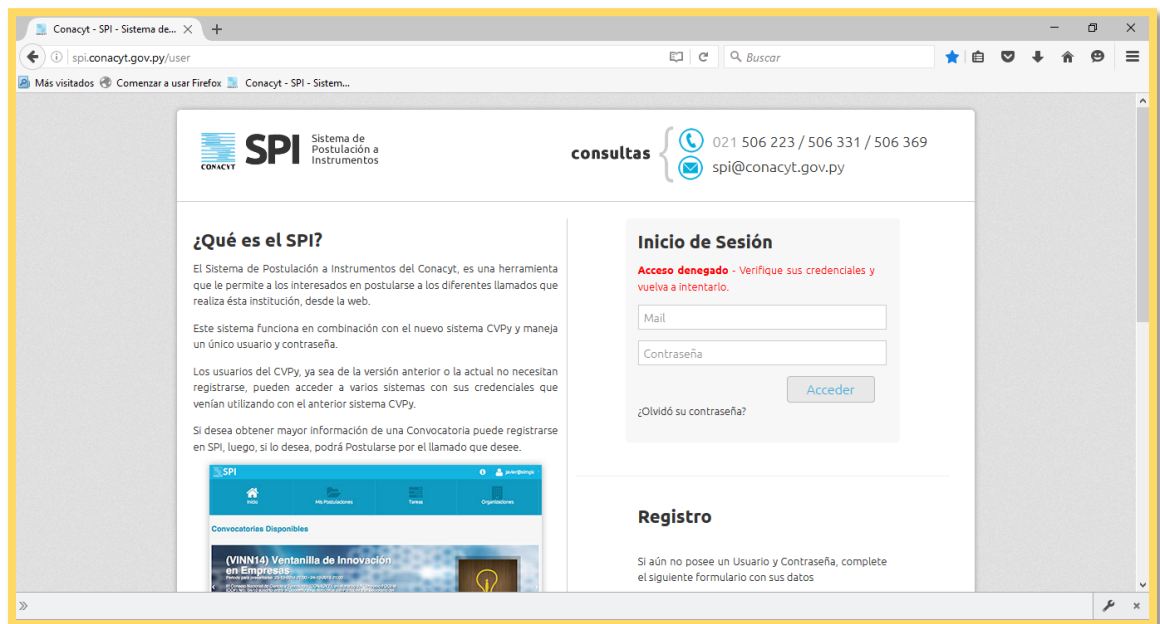 Conacyt - SPI - Sistema de...
spi.conacyt.gov.py/user
Buscar
Más visitados
Comenzar a usar Firefox
Conacyt - SPI - Sistem...
CONACYT
SPI
Sistema de
Postulación a
Instrumentos
consultas
021 506 223 / 506 331 / 506 369
spi@conacyt.gov.py
¿Qué es el SPI?
El Sistema de Postulación a Instrumentos del Conacyt, es una herramienta
que le permite a los interesados en postularse a los diferentes llamados que
realiza ésta institución, desde la web.
Este sistema funciona en combinación con el nuevo sistema CVPy y maneja
un único usuario y contraseña.
Los usuarios del CVPy, ya sea de la versión anterior o la actual no necesitan
registrarse, pueden acceder a varios sistemas con sus credenciales que
venían utilizando con el anterior sistema CVPy.
Si desea obtener mayor información de una Convocatoria puede registrarse
en SPI, luego, si lo desea, podrá Postularse por el llamado que desee.
SPI
Inicio
Mis Postulaciones
Tareas
Organizaciones
Convocatorias Disponibles
(VINN14) Ventanilla de Innovación
en Empresas
Inicio de Sesión
Acceso denegado - Verifique sus credenciales y
vuelva a intentarlo.
Mail
Contraseña
Acceder
¿Olvidó su contraseña?
Registro
Si aún no posee un Usuario y Contraseña, complete
el siguiente formulario con sus datos